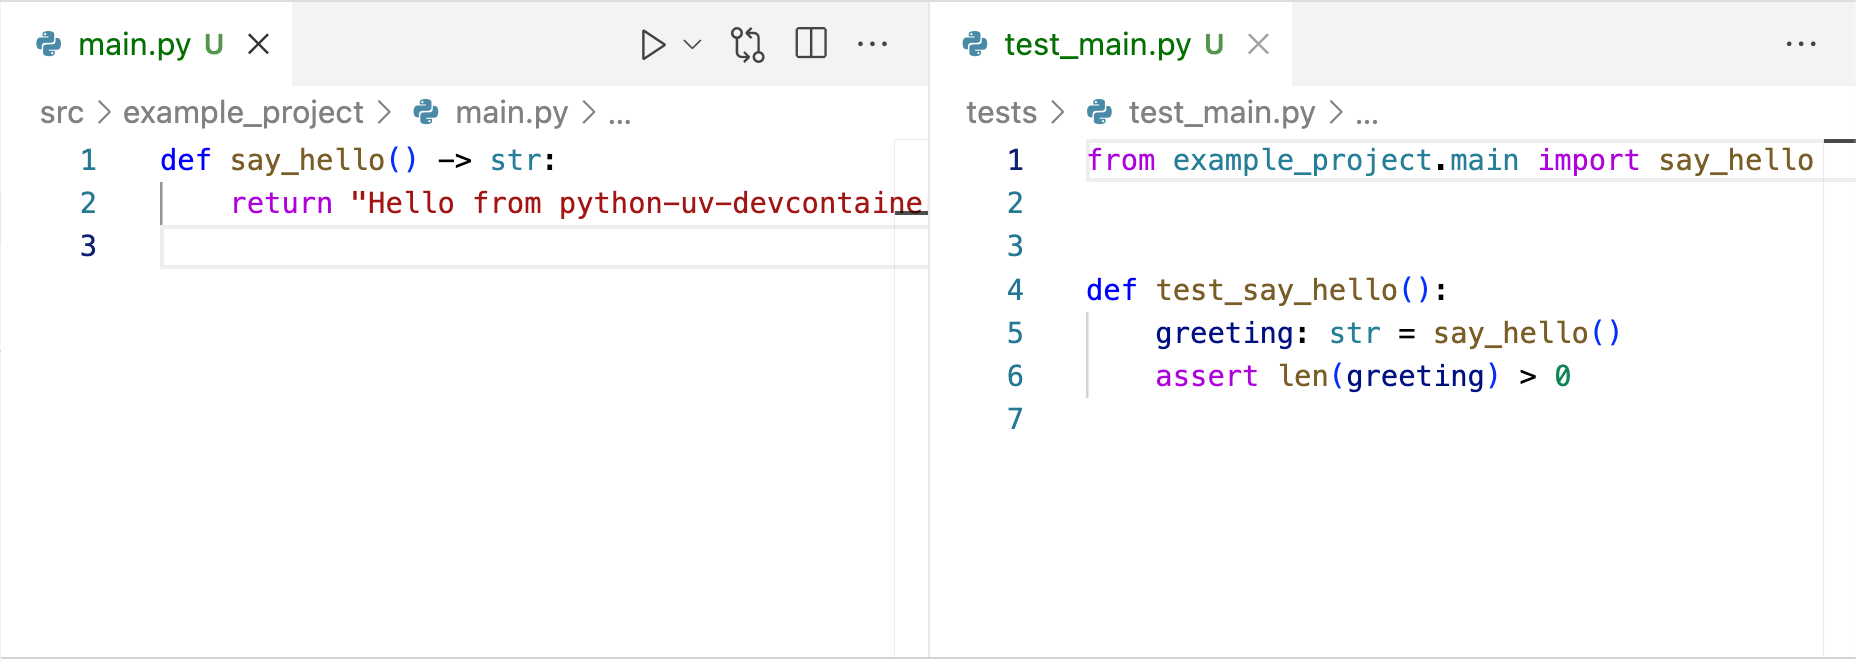 main.py U
src > example_project > main.py > ...
1 def say_hello() -> str:
2     return "Hello from python-uv-devcontaine
3
test_main.py U
tests > test_main.py > ...
1 from example_project.main import say_hello
2
3
4 def test_say_hello():
5     greeting: str = say_hello()
6     assert len(greeting) > 0
7